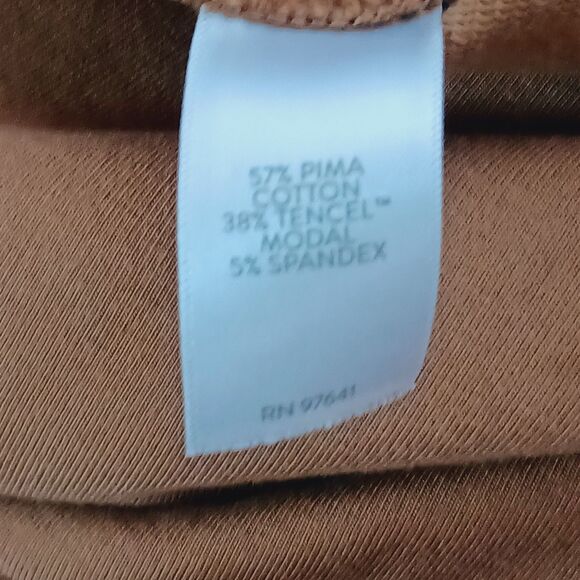 57% PIMA
COTTON
38% TENCEL™
MODAL
5% SPANDEX
RN 97641